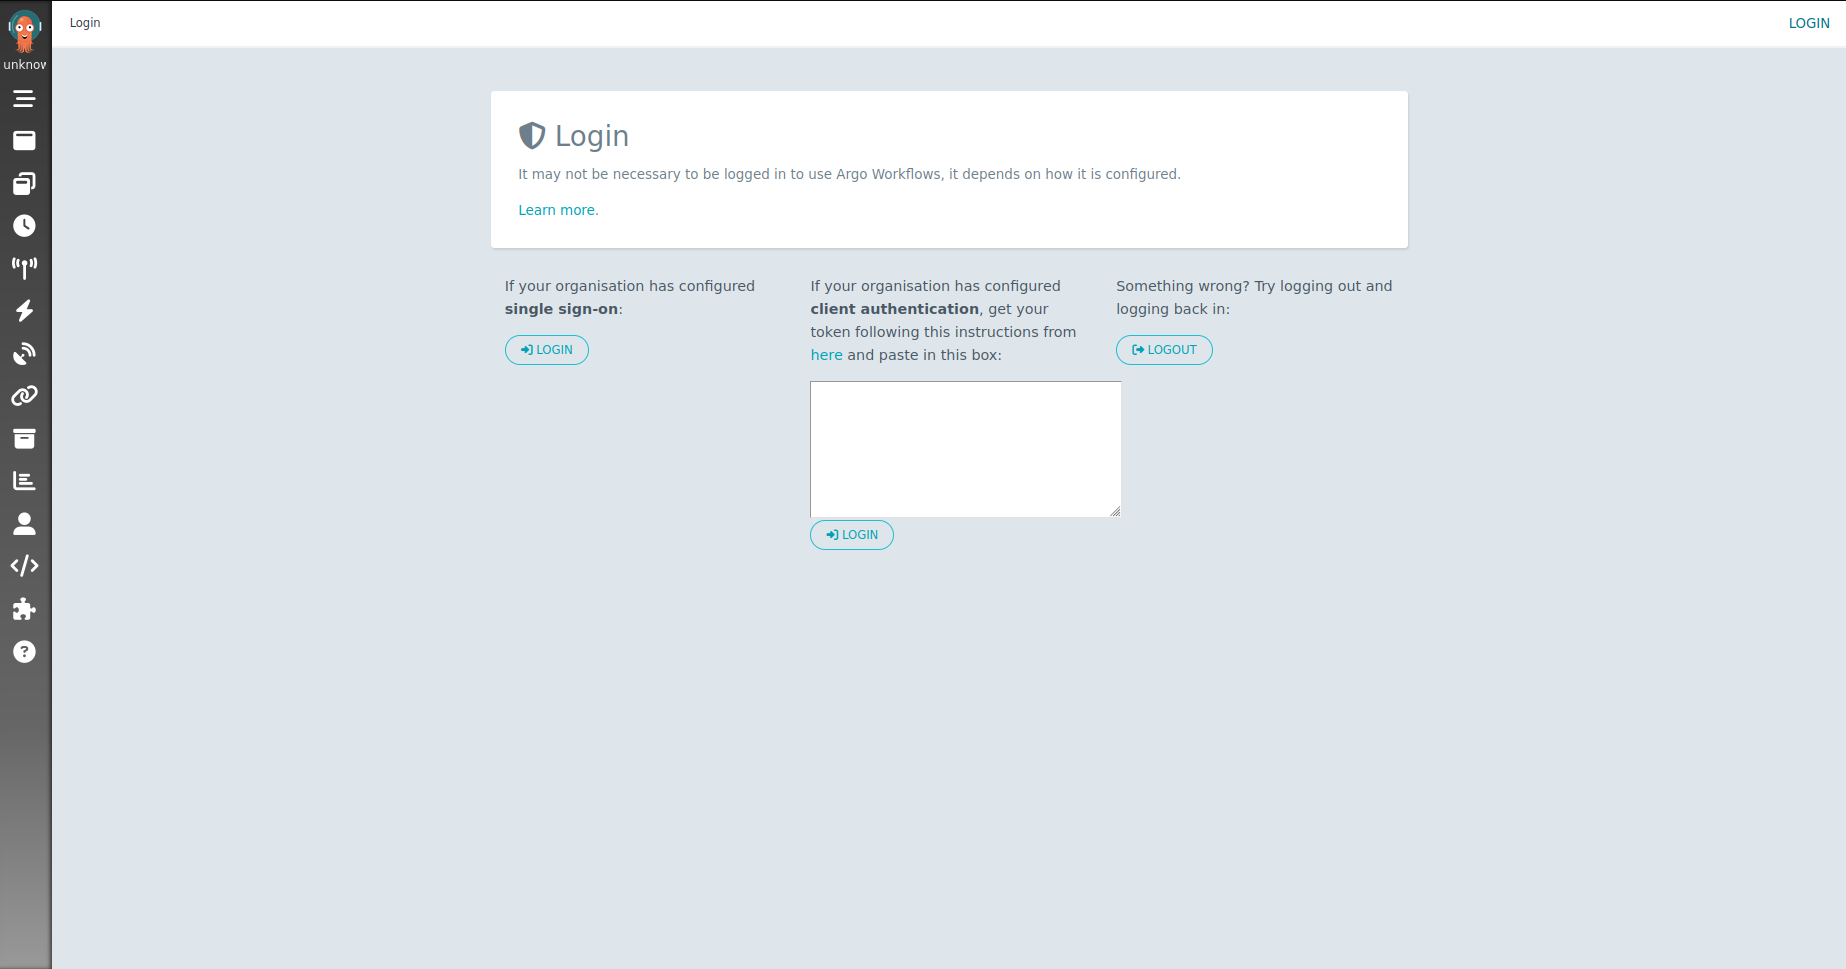 Login
LOGIN
unknow
Login
It may not be necessary to be logged in to use Argo Workflows, it depends on how it is configured.
Learn more.
If your organisation has configured
single sign-on:
LOGIN
If your organisation has configured
client authentication, get your
token following this instructions from
here and paste in this box:
LOGIN
Something wrong? Try logging out and
logging back in:
LOGOUT